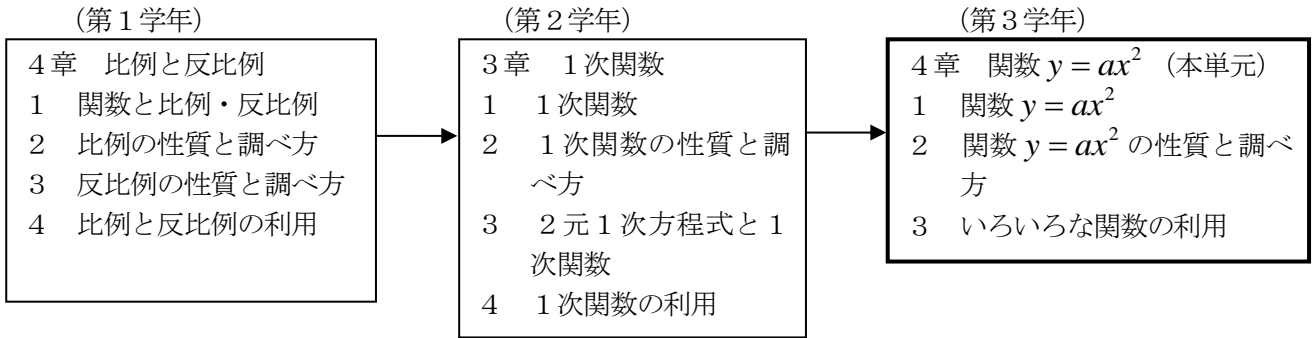 (第1学年)
4章 比例と反比例
1 関数と比例・反比例
2 比例の性質と調べ方
3 反比例の性質と調べ方
4 比例と反比例の利用
(第2学年)
3章 1次関数
1 1次関数
2 1次関数の性質と調
べ方
3 2元1次方程式と1
次関数
4 1次関数の利用
(第3学年)
4章 関数 y = ax² (本単元)
1 関数 y = ax²
2 関数 y = ax² の性質と調べ
方
3 いろいろな関数の利用